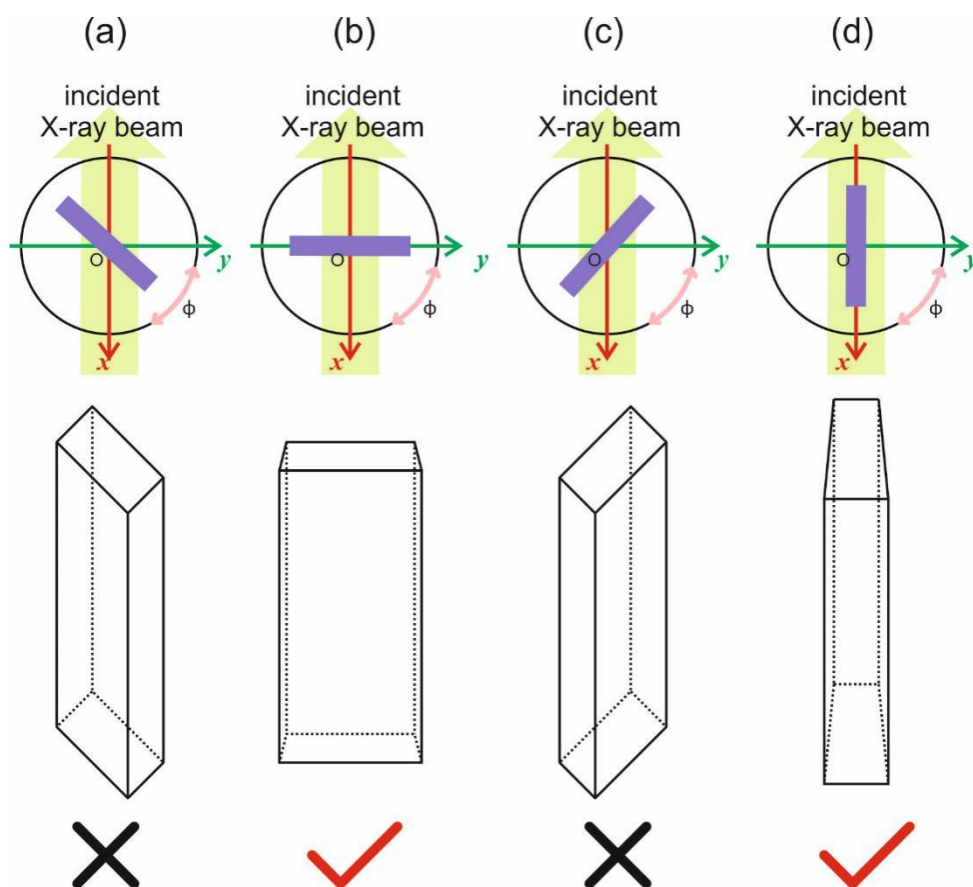 (a)
(b)
(c)
(d)
incident
X-ray beam
incident
X-ray beam
incident
X-ray beam
incident
X-ray beam
O
y
ϕ
x
O
y
ϕ
x
O
y
ϕ
x
O
y
ϕ
x